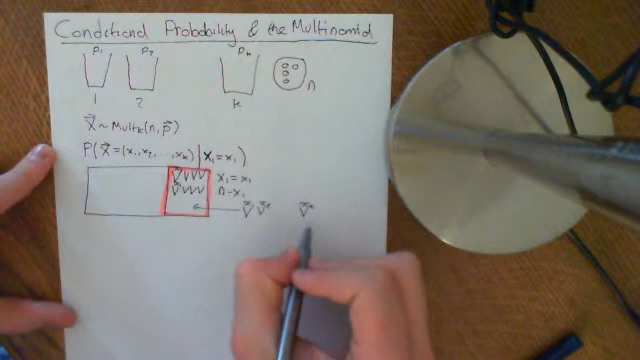 Conditional Probability & the Multinomial
p₁ p₂ pₖ
n
1 2 k
X⃗ ~ Multₖ(n, p⃗)
P(X⃗ = (x₁, x₂, ..., xₖ) | X₁ = x₁)
X₁ = x₁
n - x₁